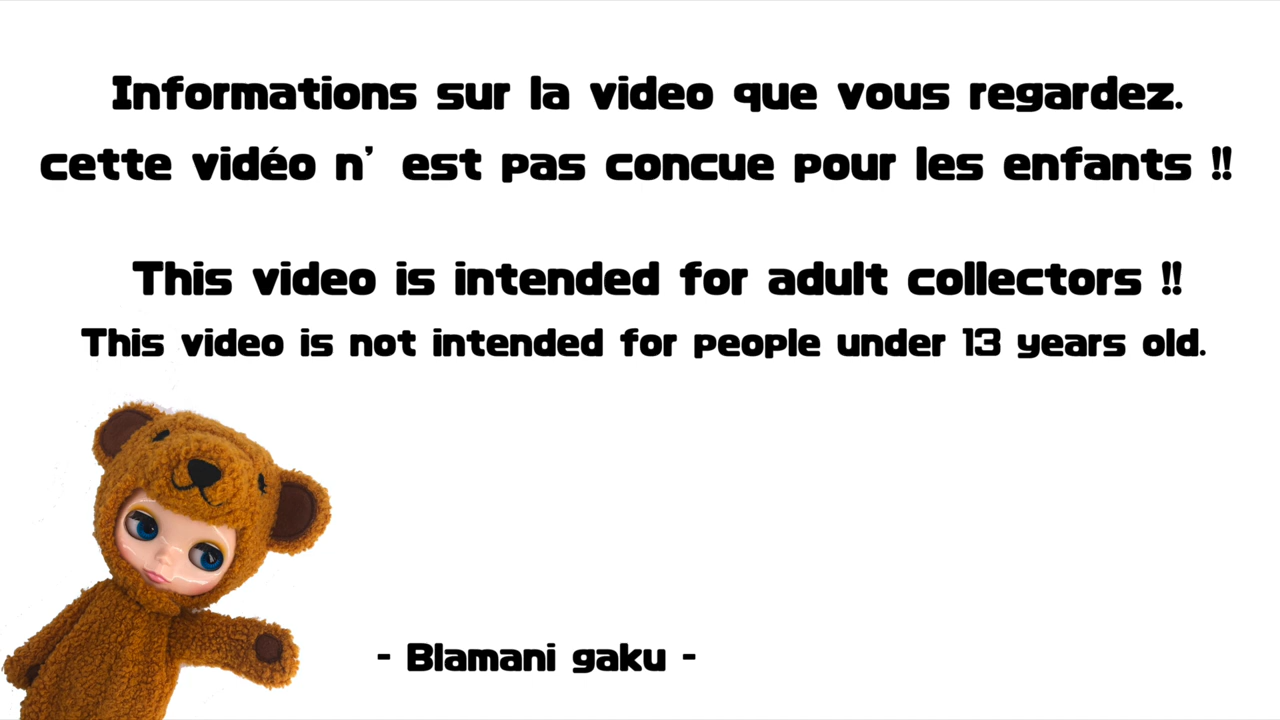 Informations sur la video que vous regardez.
cette vidéo n’ est pas concue pour les enfants !!
This video is intended for adult collectors !!
This video is not intended for people under 13 years old.
- Blamani gaku -